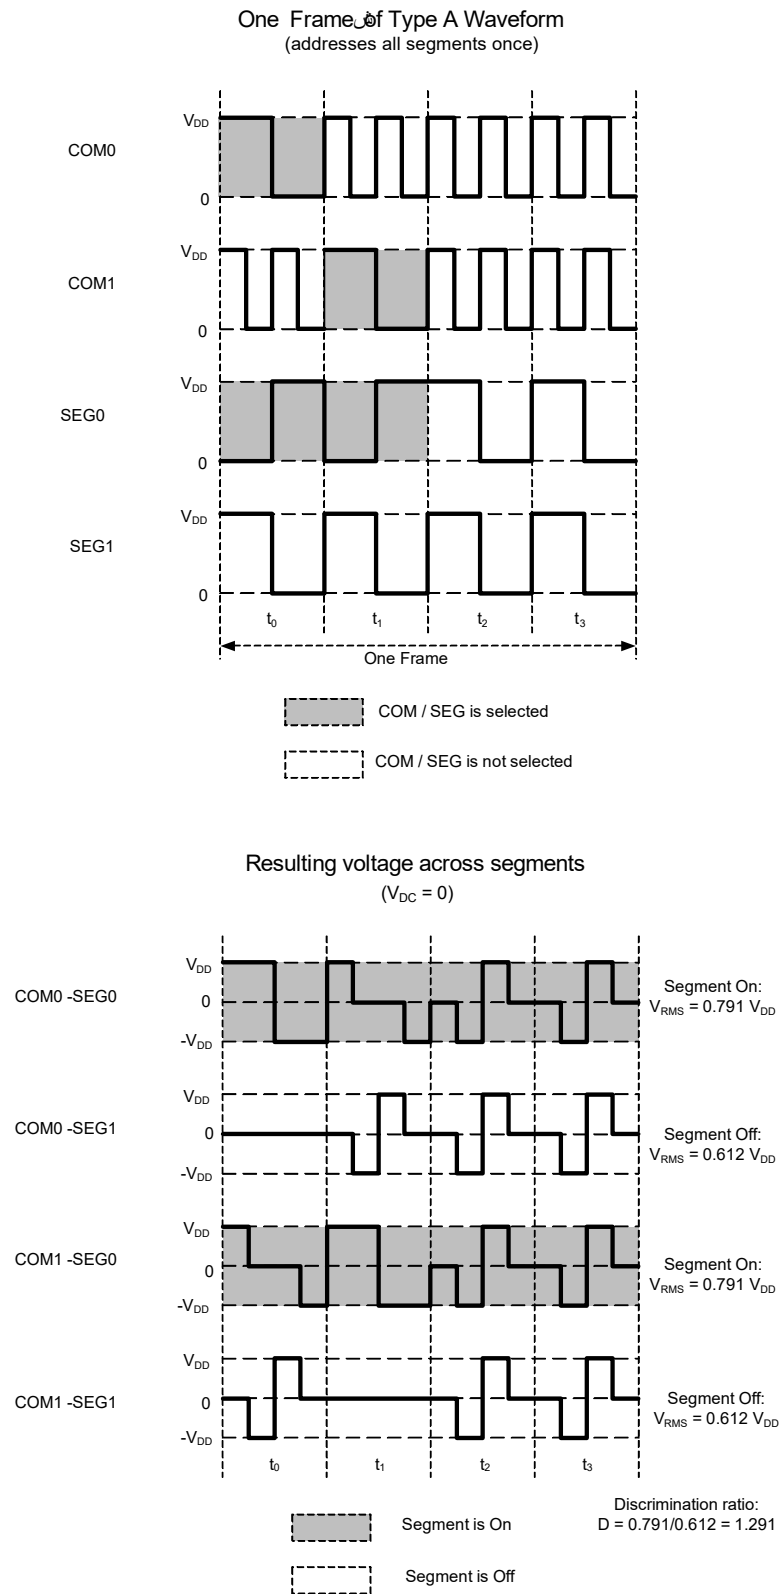 One Frame of Type A Waveform
(addresses all segments once)
COM0
VDD
0
COM1
VDD
0
SEG0
VDD
0
SEG1
VDD
0
t0 t1 t2 t3
One Frame
COM / SEG is selected
COM / SEG is not selected
Resulting voltage across segments
(VDC = 0)
COM0 -SEG0
VDD
0
-VDD
Segment On:
VRMS = 0.791 VDD
COM0 -SEG1
VDD
0
-VDD
Segment Off:
VRMS = 0.612 VDD
COM1 -SEG0
VDD
0
-VDD
Segment On:
VRMS = 0.791 VDD
COM1 -SEG1
VDD
0
-VDD
Segment Off:
VRMS = 0.612 VDD
t0 t1 t2 t3
Segment is On
Segment is Off
Discrimination ratio:
D = 0.791/0.612 = 1.291